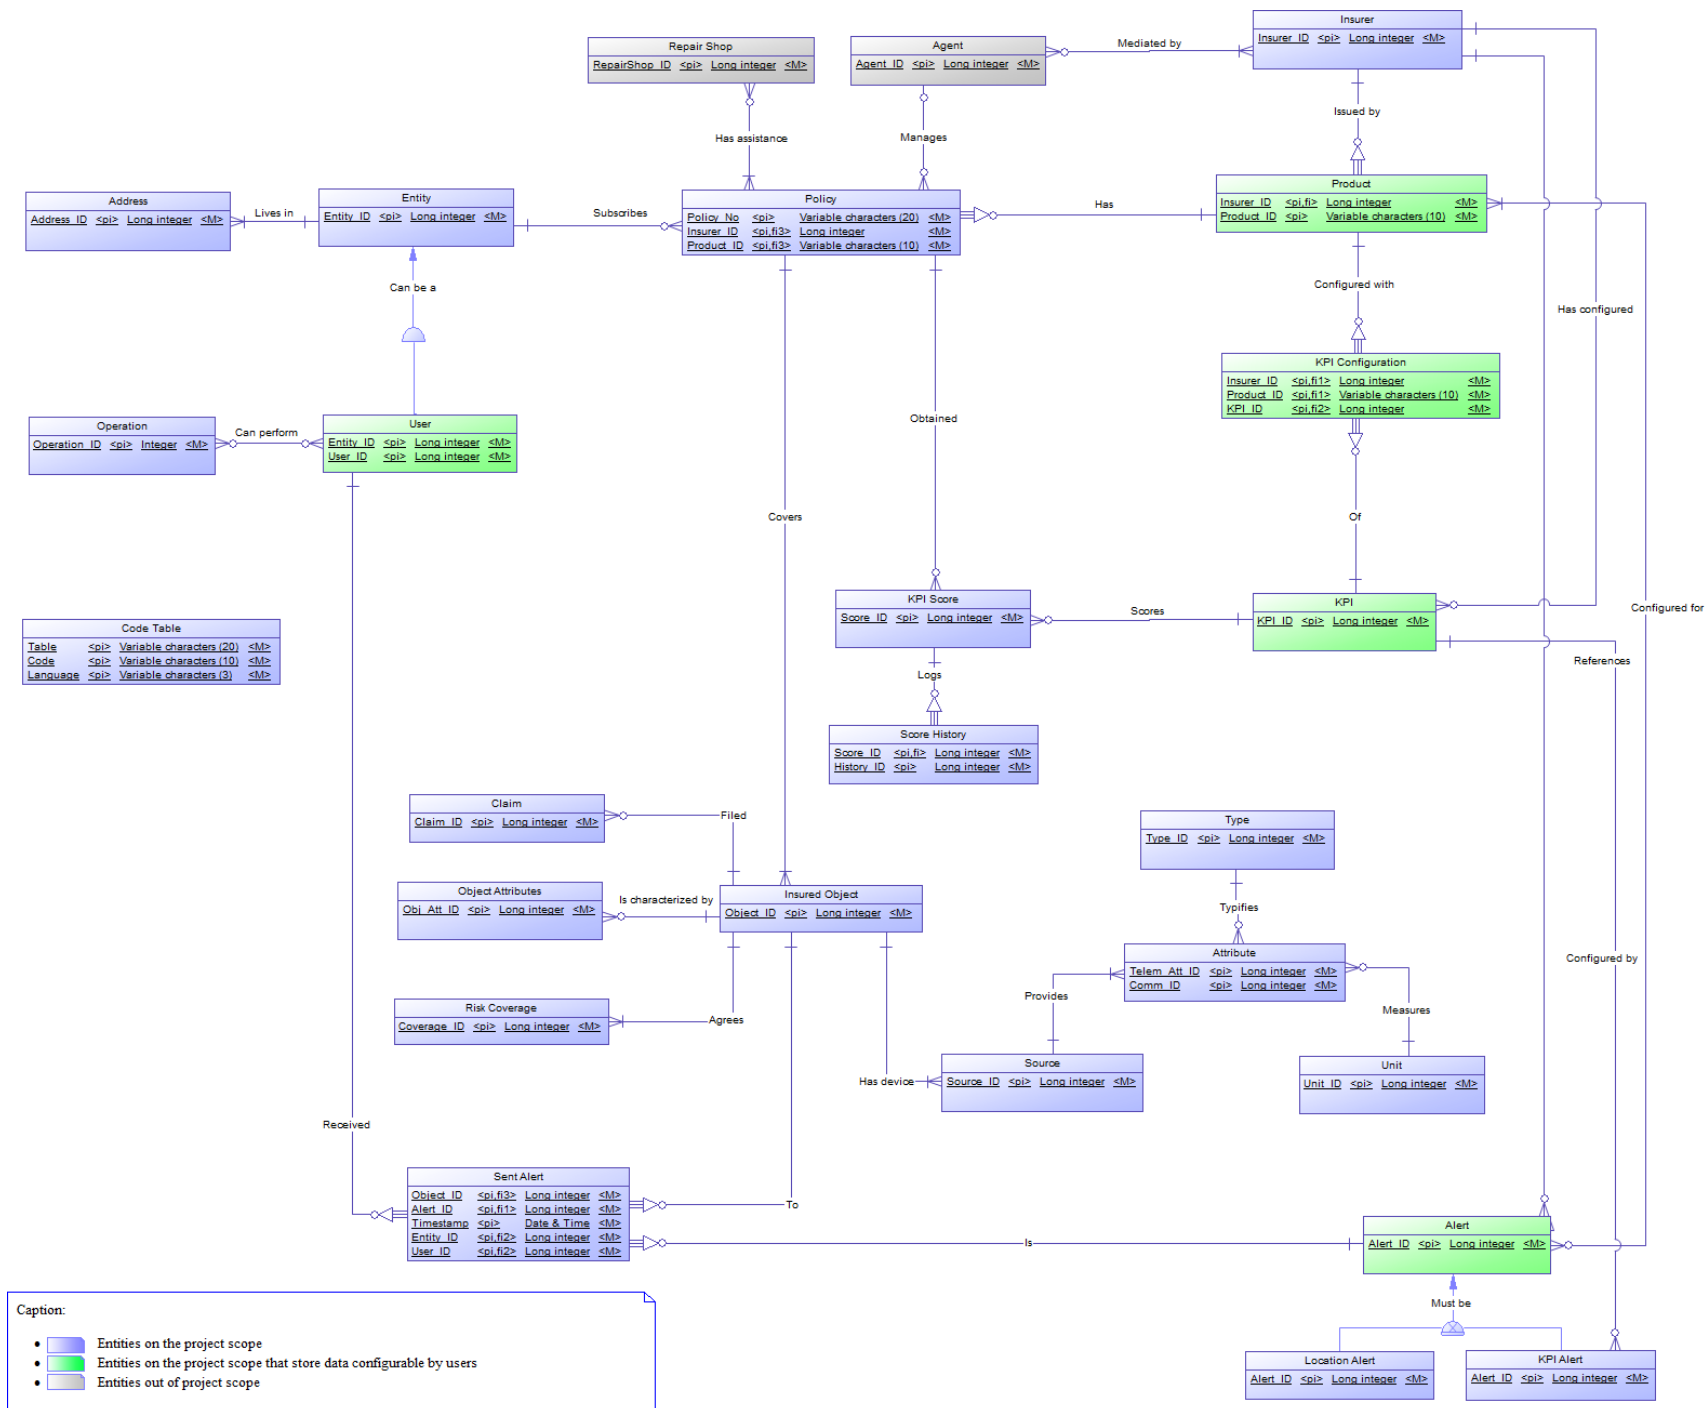 Repair Shop
RepairShop_ID <pi> Long integer <M>
Agent
Agent_ID <pi> Long integer <M>
Mediated by
Insurer
Insurer_ID <pi> Long integer <M>
Has assistance
Manages
Issued by
Address
Address_ID <pi> Long integer <M>
Lives in
Entity
Entity_ID <pi> Long integer <M>
Subscribes
Policy
Policy_No <pi> Variable characters (20) <M>
Insurer_ID <pi,fi3> Long integer <M>
Product_ID <pi,fi3> Variable characters (10) <M>
Has
Product
Insurer_ID <pi,fi> Long integer <M>
Product_ID <pi> Variable characters (10) <M>
Can be a
Configured with
Has configured
KPI Configuration
Insurer_ID <pi,fi1> Long integer <M>
Product_ID <pi,fi1> Variable characters (10) <M>
KPI_ID <pi,fi2> Long integer <M>
Operation
Operation_ID <pi> Integer <M>
Can perform
User
Entity_ID <pi> Long integer <M>
User_ID <pi> Long integer <M>
Obtained
Covers
Of
KPI Score
Score_ID <pi> Long integer <M>
Scores
KPI
KPI_ID <pi> Long integer <M>
Configured for
Code Table
Table <pi> Variable characters (20) <M>
Code <pi> Variable characters (10) <M>
Language <pi> Variable characters (3) <M>
References
Logs
Score History
Score_ID <pi,fi> Long integer <M>
History_ID <pi> Long integer <M>
Claim
Claim_ID <pi> Long integer <M>
Filed
Type
Type_ID <pi> Long integer <M>
Object Attributes
Obj_Att_ID <pi> Long integer <M>
Is characterized by
Insured Object
Object_ID <pi> Long integer <M>
Typifies
Attribute
Telem_Att_ID <pi> Long integer <M>
Comm_ID <pi> Long integer <M>
Configured by
Provides
Measures
Risk Coverage
Coverage_ID <pi> Long integer <M>
Agrees
Has device
Source
Source_ID <pi> Long integer <M>
Unit
Unit_ID <pi> Long integer <M>
Received
Sent Alert
Object_ID <pi,fi3> Long integer <M>
Alert_ID <pi,fi1> Long integer <M>
Timestamp <pi> Date & Time <M>
Entity_ID <pi,fi2> Long integer <M>
User_ID <pi,fi2> Long integer <M>
To
Is
Alert
Alert_ID <pi> Long integer <M>
Must be
Location Alert
Alert_ID <pi> Long integer <M>
KPI Alert
Alert_ID <pi> Long integer <M>
Caption:
• Entities on the project scope
• Entities on the project scope that store data configurable by users
• Entities out of project scope